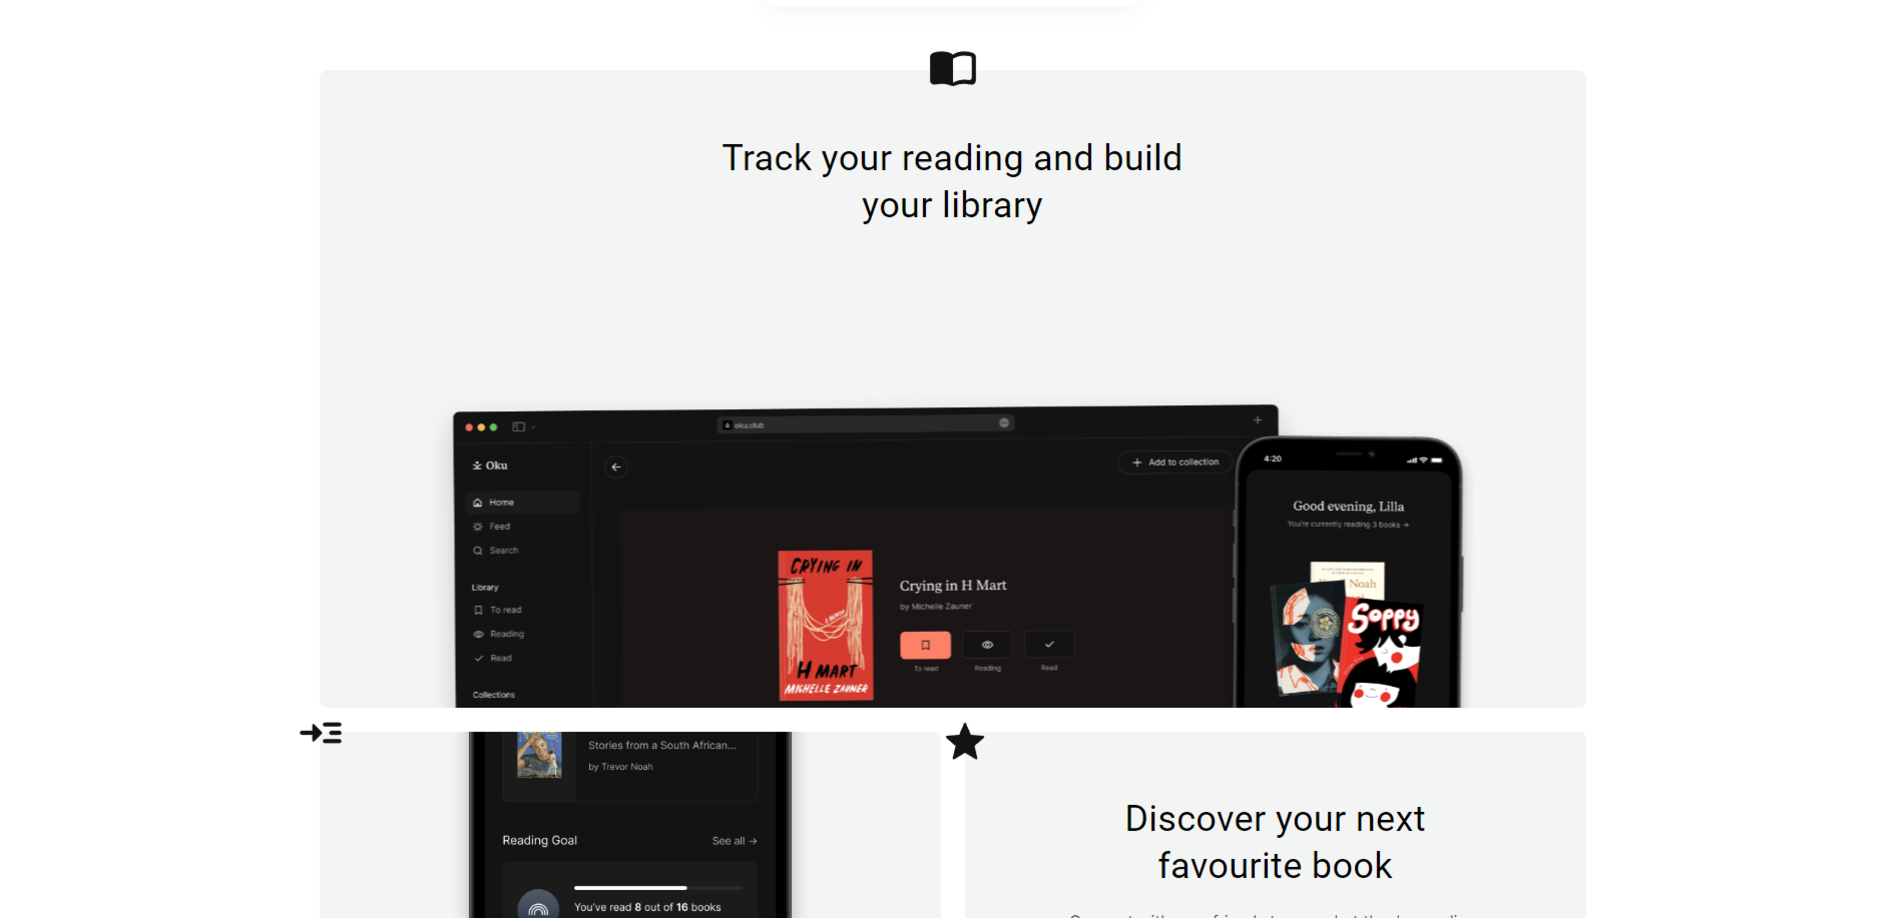 Track your reading and build
your library
oku.club
Oku
Add to collection
Home
Feed
Search
Library
To read
Reading
Read
Collections
CRYING IN
H MART
MICHELLE ZAUNER
Crying in H Mart
by Michelle Zauner
To read
Reading
Read
4:20
Good evening, Lilla
You're currently reading 3 books →
Noah
Soppy
Stories from a South African...
by Trevor Noah
Reading Goal
See all →
You've read 8 out of 16 books
Discover your next
favourite book